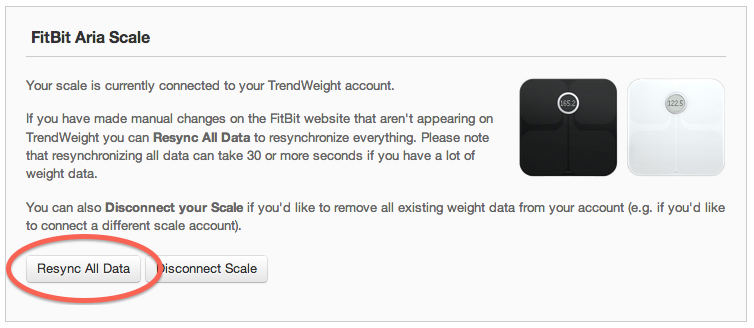 FitBit Aria Scale
Your scale is currently connected to your TrendWeight account.
165.2
122.5
If you have made manual changes on the FitBit website that aren't appearing on
TrendWeight you can Resync All Data to resynchronize everything. Please note
that resynchronizing all data can take 30 or more seconds if you have a lot of
weight data.
You can also Disconnect your Scale if you'd like to remove all existing weight data from your account (e.g. if you'd like
to connect a different scale account).
Resync All Data
Disconnect Scale